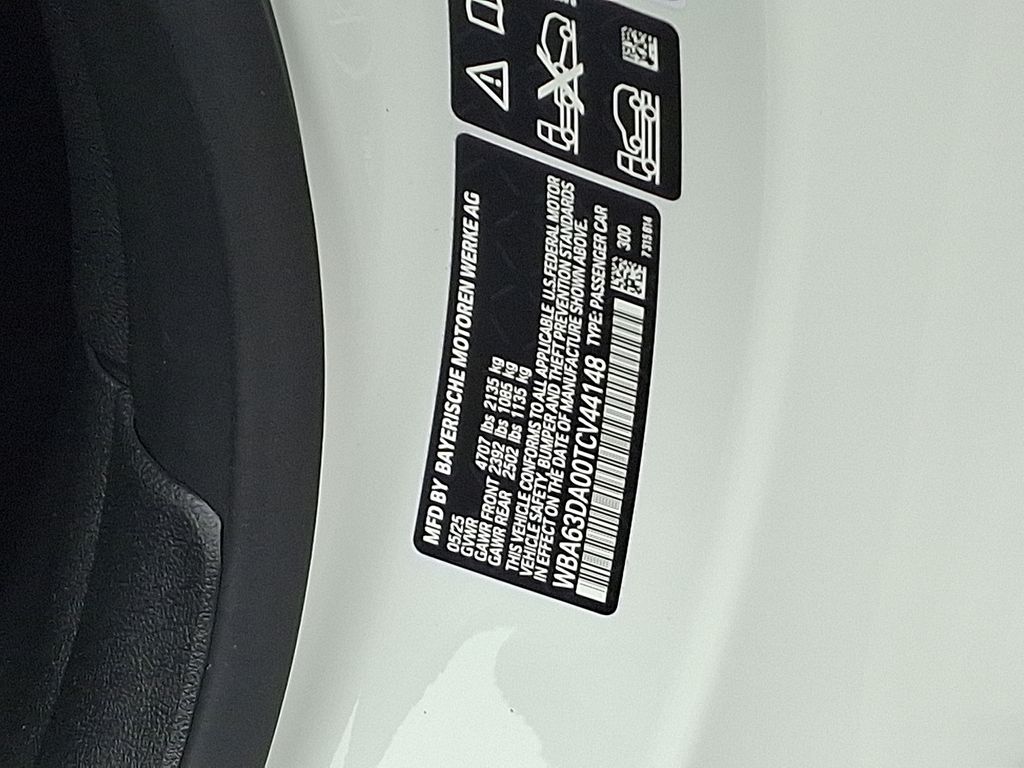 MFD BY BAYERISCHE MOTOREN WERKE AG
05/25
GVWR 4707 lbs 2135 kg
GAWR FRONT 2392 lbs 1085 kg
GAWR REAR 2502 lbs 1135 kg
THIS VEHICLE CONFORMS TO ALL APPLICABLE U.S.FEDERAL MOTOR
VEHICLE SAFETY, BUMPER AND THEFT PREVENTION STANDARDS
IN EFFECT ON THE DATE OF MANUFACTURE SHOWN ABOVE.
WBA63DA00TCV44148 TYPE: PASSENGER CAR
300
7315 614